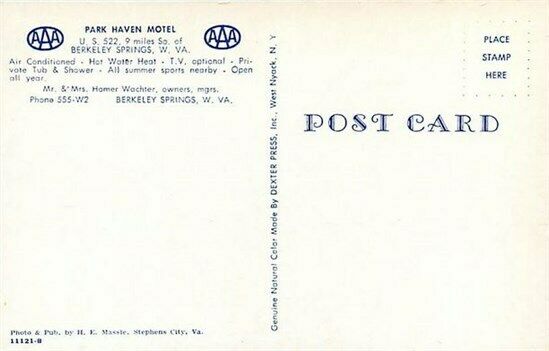 AAA
PARK HAVEN MOTEL
AAA
U. S. 522, 9 miles So. of
BERKELEY SPRINGS, W. VA.
Air Conditioned - Hot Water Heat - T.V. optional - Pri-
vate Tub & Shower - All summer sports nearby - Open
all year.
Mr. & Mrs. Homer Wachter, owners, mgrs.
Phone 555-W2 BERKELEY SPRINGS, W. VA.
Photo & Pub. by H. E. Massie, Stephens City, Va.
11121-B
Genuine Natural Color Made By DEXTER PRESS, Inc., West Nyack, N. Y
PLACE
STAMP
HERE
POST CARD